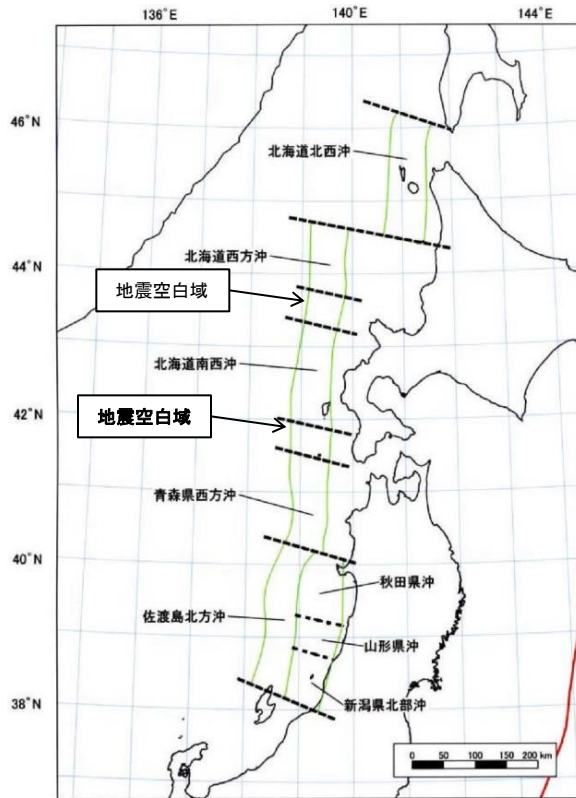 136°E
140°E
144°E
46°N
北海道北西沖
北海道西方沖
44°N
地震空白域
北海道南西沖
42°N
地震空白域
青森県西方沖
40°N
秋田県沖
佐渡島北方沖
山形県沖
38°N
新潟県北部沖
0 50 100 150 200 km